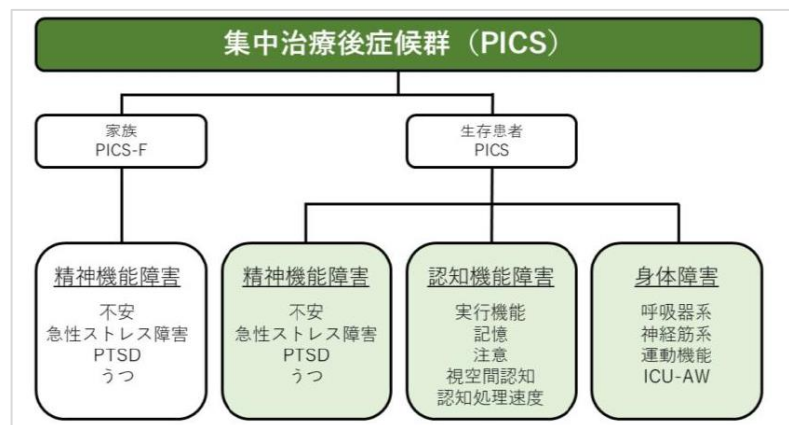 集中治療後症候群（PICS）
家族
PICS-F
生存患者
PICS
精神機能障害
不安
急性ストレス障害
PTSD
うつ
精神機能障害
不安
急性ストレス障害
PTSD
うつ
認知機能障害
実行機能
記憶
注意
視空間認知
認知処理速度
身体障害
呼吸器系
神経筋系
運動機能
ICU-AW